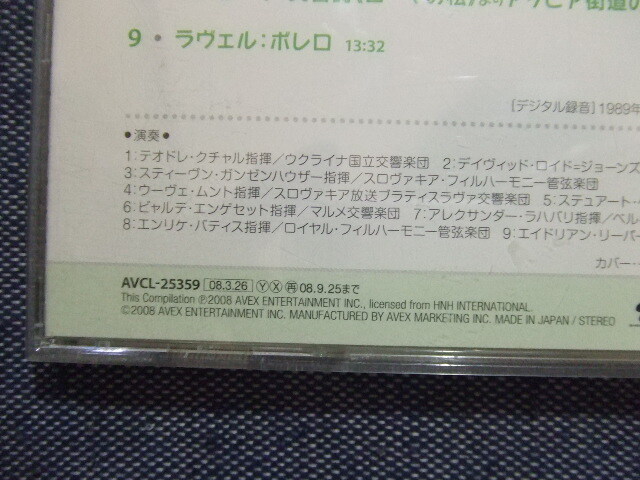 より アッピア街道の
9 • ラヴェル：ボレロ 13:32
[デジタル録音] 1989年
●演奏●
1：テオドレ・クチャル指揮／ウクライナ国立交響楽団 2：デイヴィッド・ロイド=ジョーンズ
3：スティーヴン・ガンゼンハウザー指揮／スロヴァキア・フィルハーモニー管弦楽団
4：ウーヴェ・ムント指揮／スロヴァキア放送ブラティスラヴァ交響楽団 5：ステュアート・
6：ビャルテ・エンゲセット指揮／マルメ交響楽団 7：アレクサンダー・ラハバリ指揮／ベル
8：エンリケ・バティス指揮／ロイヤル・フィルハーモニー管弦楽団 9：エイドリアン・リーパー
カバー・
AVCL-25359 08.3.26 Ⓨ Ⓧ ㊢08.9.25まで
This Compilation ℗2008 AVEX ENTERTAINMENT INC., licensed from HNH INTERNATIONAL.
©2008 AVEX ENTERTAINMENT INC. MANUFACTURED BY AVEX MARKETING INC. MADE IN JAPAN / STEREO